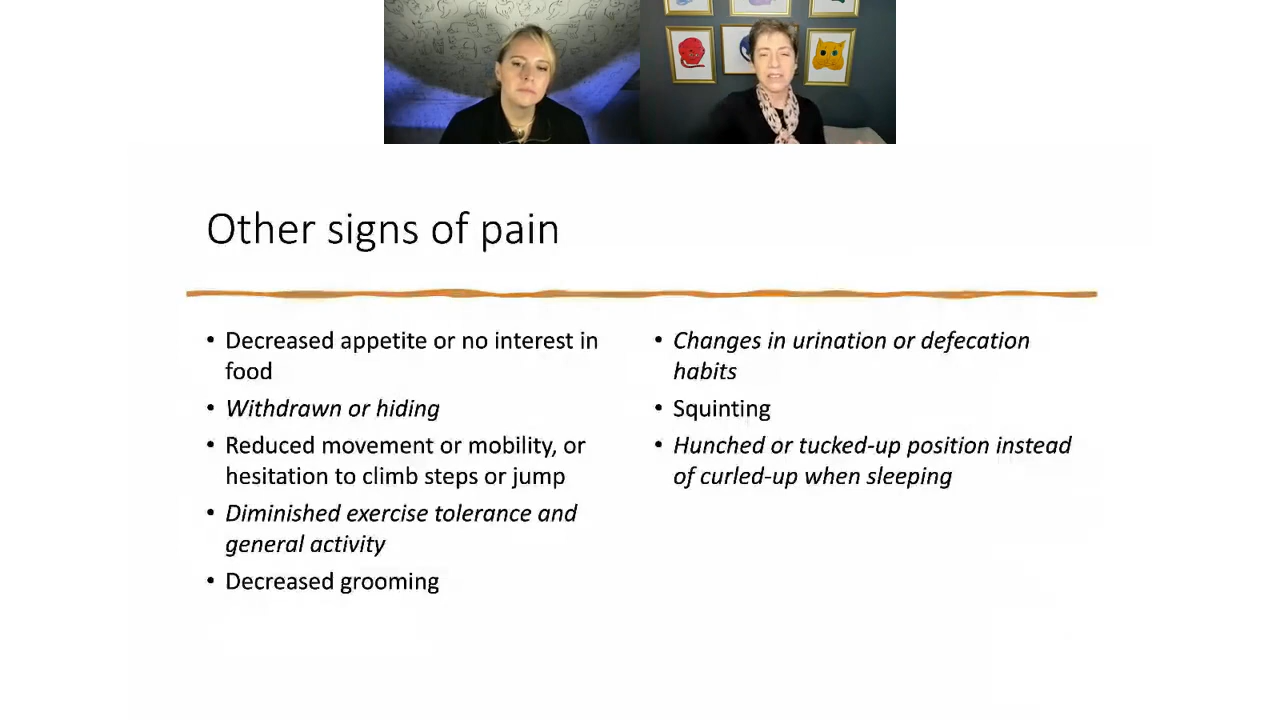 Other signs of pain
• Decreased appetite or no interest in
food
• Withdrawn or hiding
• Reduced movement or mobility, or
hesitation to climb steps or jump
• Diminished exercise tolerance and
general activity
• Decreased grooming
• Changes in urination or defecation
habits
• Squinting
• Hunched or tucked-up position instead
of curled-up when sleeping